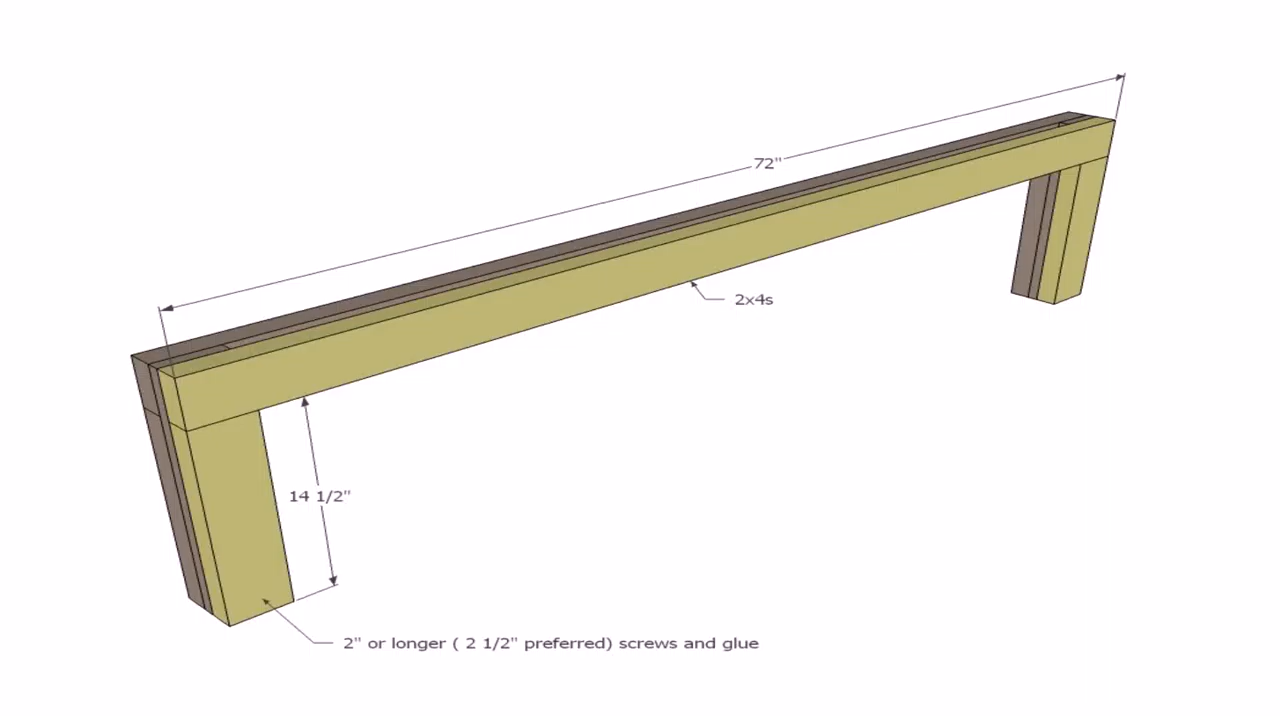 72"
2x4s
14 1/2"
2" or longer ( 2 1/2" preferred) screws and glue